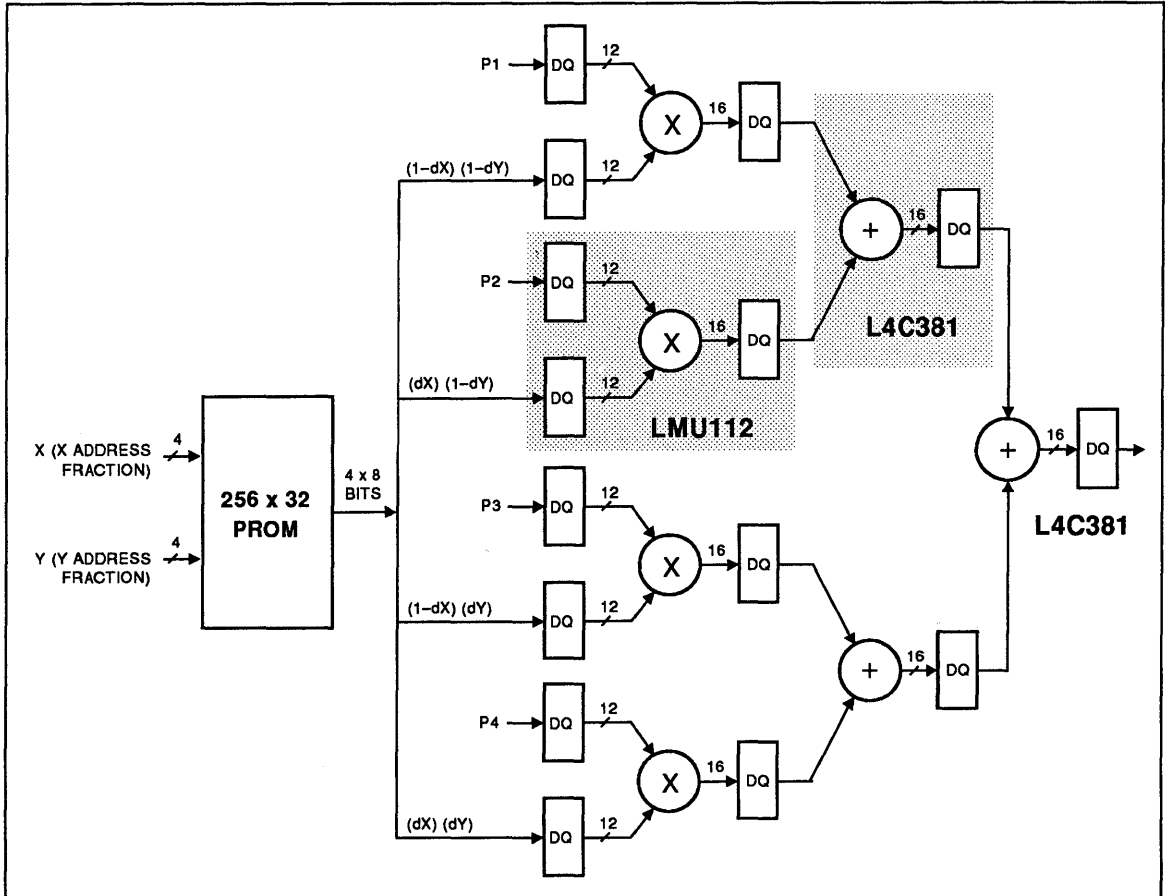 P1
DQ
12
X
16
DQ
(1-dX) (1-dY)
DQ
12
+
16
DQ
P2
DQ
12
X
16
DQ
L4C381
(dX) (1-dY)
DQ
12
LMU112
X (X ADDRESS
FRACTION)
4
Y (Y ADDRESS
FRACTION)
4
256 x 32
PROM
4 x 8
BITS
+
16
DQ
L4C381
P3
DQ
12
X
16
DQ
(1-dX) (dY)
DQ
12
+
16
DQ
P4
DQ
12
X
16
DQ
(dX) (dY)
DQ
12